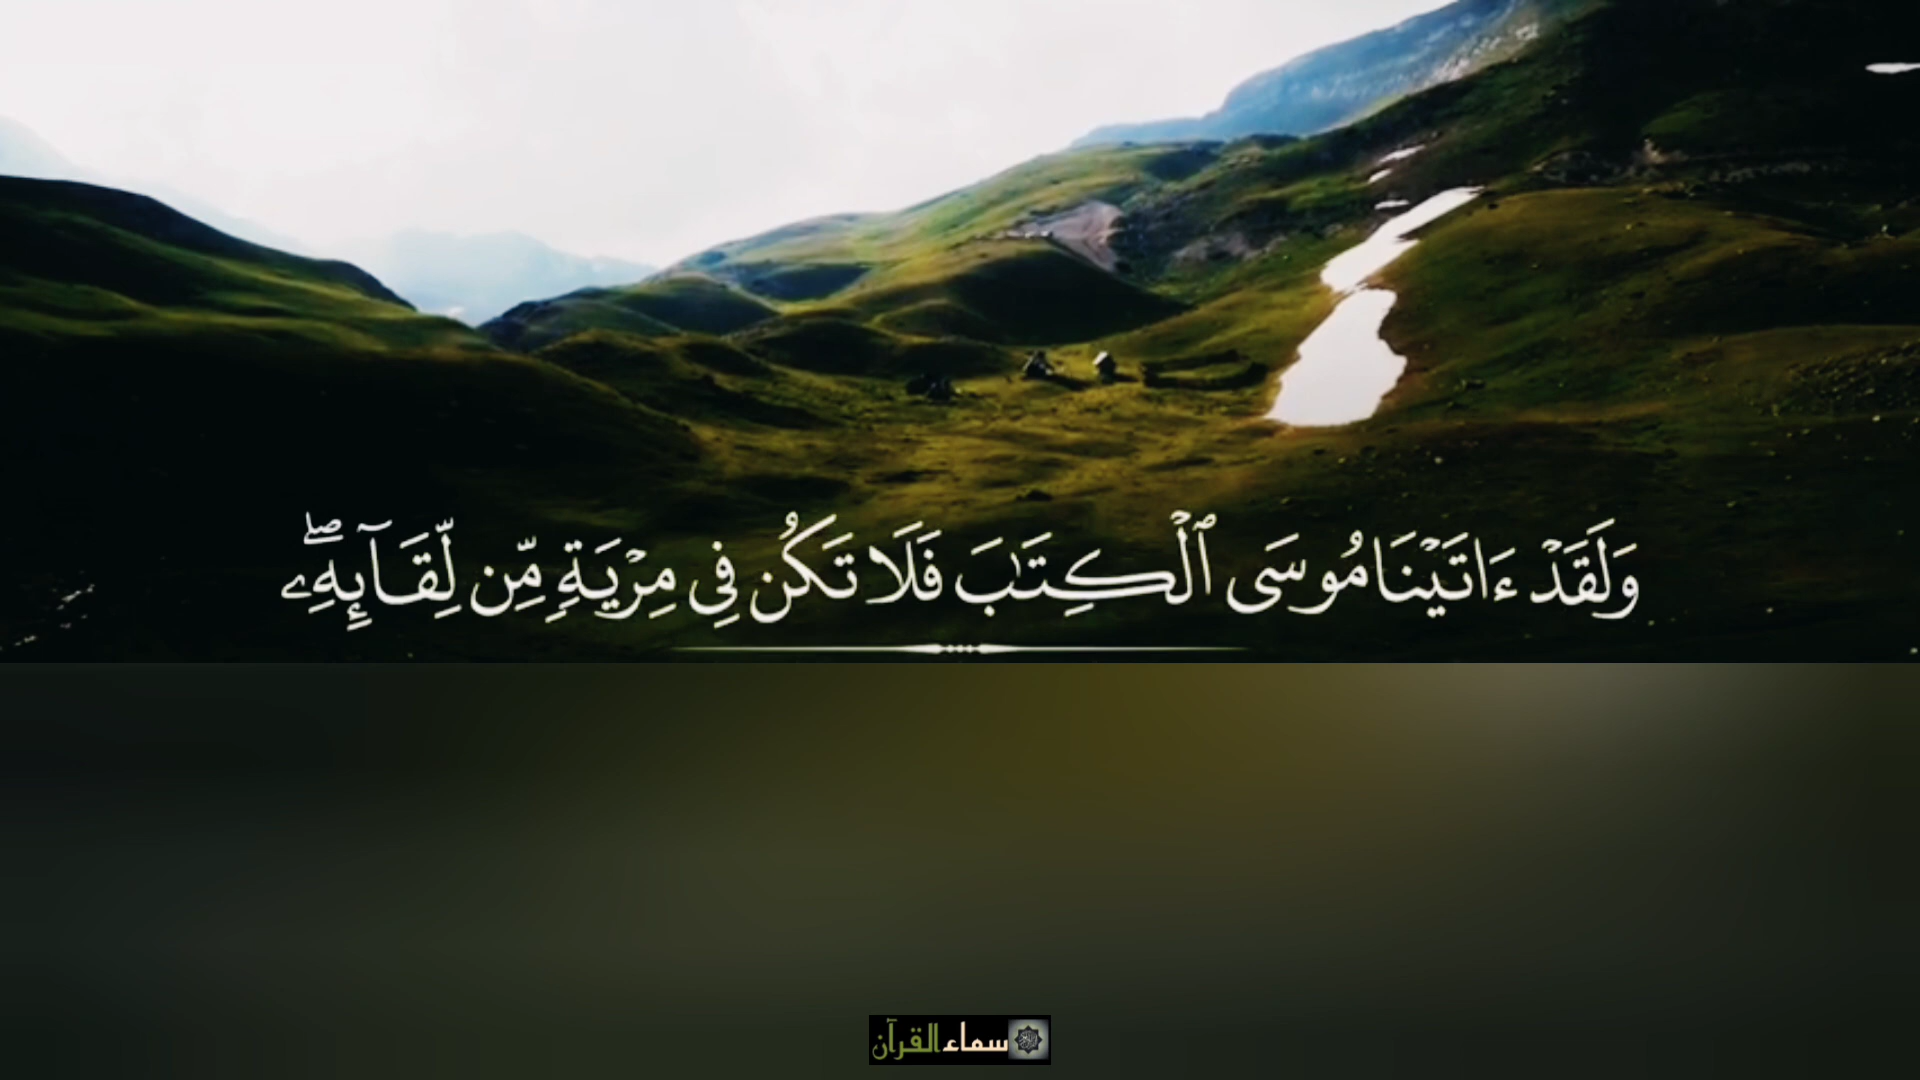 وَلَقَدْ ءَاتَيْنَا مُوسَى ٱلْكِتَٰبَ فَلَا تَكُن فِى مِرْيَةٍ مِّن لِّقَآئِهِۦ ۖ
سماء القرآن